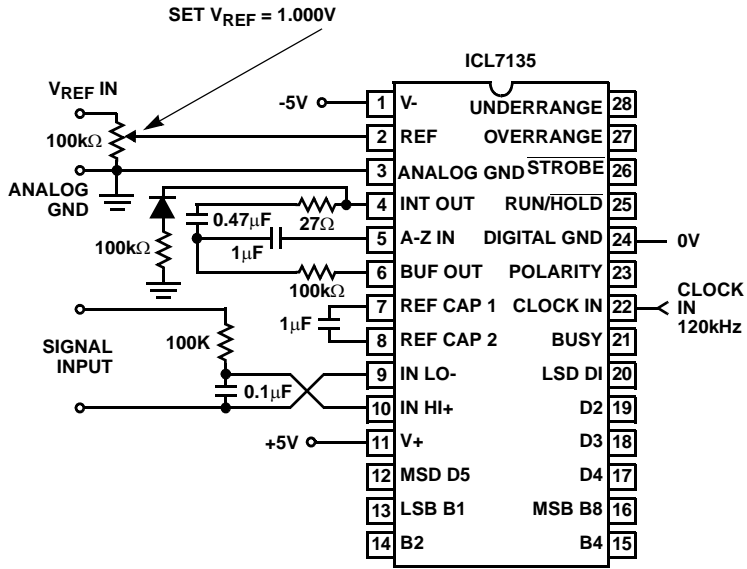 SET VREF = 1.000V
ICL7135
VREF IN
100kΩ
ANALOG
GND
-5V
1 V-
2 REF
3 ANALOG GND
4 INT OUT
5 A-Z IN
6 BUF OUT
7 REF CAP 1
8 REF CAP 2
9 IN LO-
10 IN HI+
11 V+
12 MSD D5
13 LSB B1
14 B2
UNDERRANGE 28
OVERRANGE 27
STROBE 26
RUN/HOLD 25
DIGITAL GND 24
POLARITY 23
CLOCK IN 22
BUSY 21
LSD DI 20
D2 19
D3 18
D4 17
MSB B8 16
B4 15
0.47μF
27Ω
100kΩ
1μF
100kΩ
1μF
SIGNAL
INPUT
100K
0.1μF
+5V
0V
CLOCK
IN
120kHz